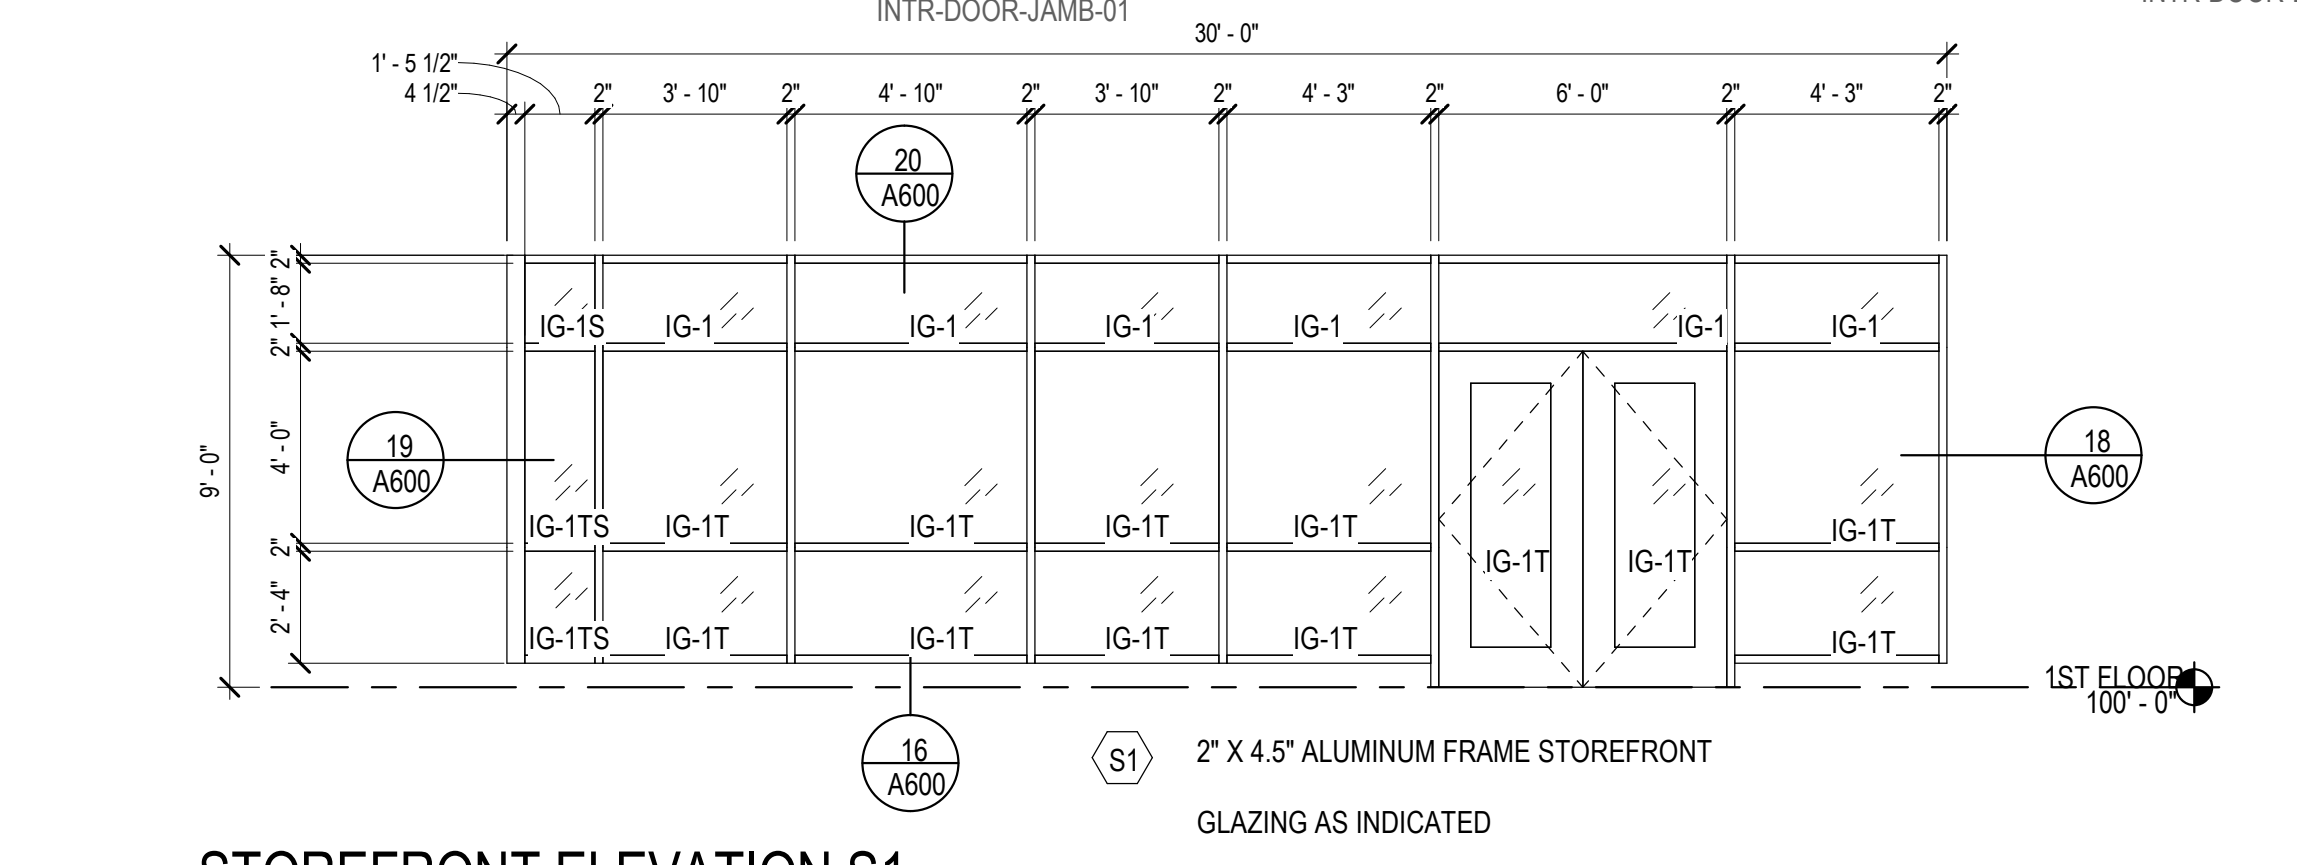 INTR-DOOR-JAMB-01
30' - 0"
1' - 5 1/2"
4 1/2"
2"
3' - 10"
2"
4' - 10"
2"
3' - 10"
2"
4' - 3"
2"
6' - 0"
2"
4' - 3"
2"
20
A600
2"
1' - 8"
2"
4' - 0"
2"
2' - 4"
9' - 0"
IG-1S
IG-1
IG-1
IG-1
IG-1
IG-1
IG-1
19
A600
18
A600
IG-1TS
IG-1T
IG-1T
IG-1T
IG-1T
IG-1T
IG-1T
IG-1T
IG-1TS
IG-1T
IG-1T
IG-1T
IG-1T
IG-1T
1ST FLOOR
100' - 0"
16
A600
S1
2" X 4.5" ALUMINUM FRAME STOREFRONT
GLAZING AS INDICATED
STOREFRONT ELEVATION S1